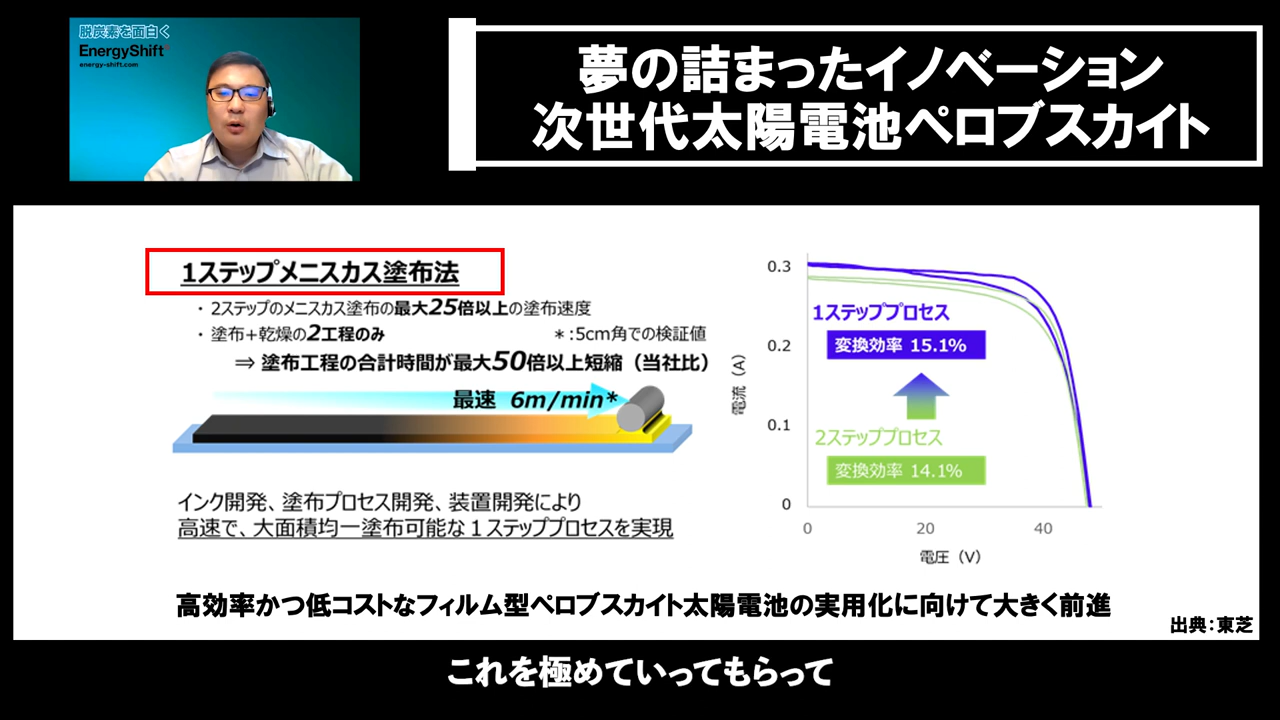 脱炭素を面白く
EnergyShift
energy-shift.com
夢の詰まったイノベーション
次世代太陽電池ペロブスカイト
1ステップメニスカス塗布法
・2ステップのメニスカス塗布の最大25倍以上の塗布速度
・塗布+乾燥の2工程のみ
*:5cm角での検証値
⇒ 塗布工程の合計時間が最大50倍以上短縮(当社比)
最速 6m/min*
インク開発、塗布プロセス開発、装置開発により
高速で、大面積均一塗布可能な1ステッププロセスを実現
電流(A)
0.3
0.2
0.1
0
1ステッププロセス
変換効率 15.1%
2ステッププロセス
変換効率 14.1%
0 20 40
電圧(V)
高効率かつ低コストなフィルム型ペロブスカイト太陽電池の実用化に向けて大きく前進
出典:東芝
これを極めていってもらって